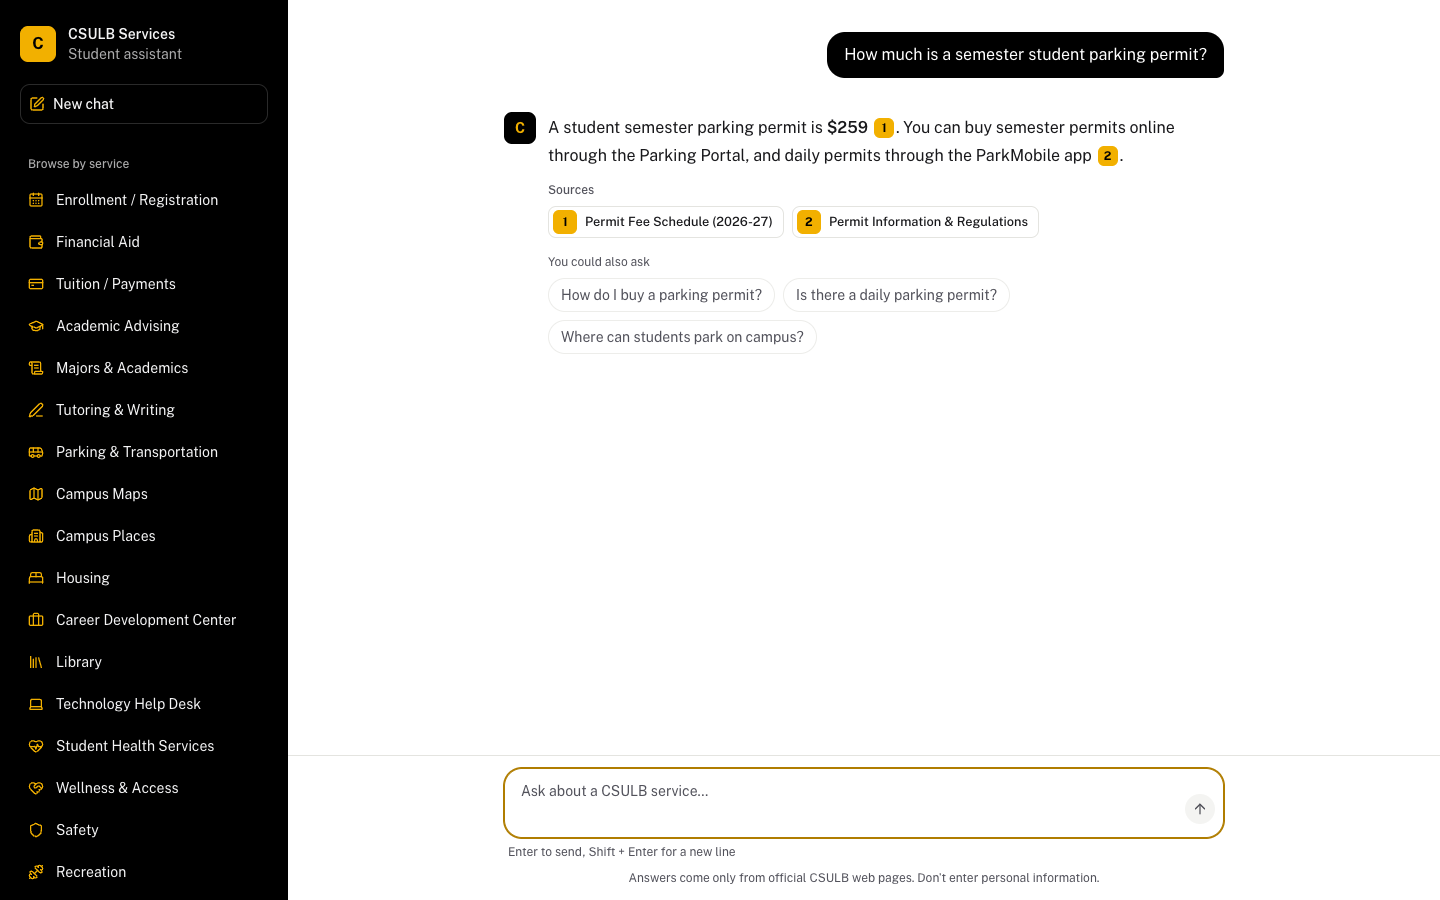 C
CSULB Services
Student assistant
New chat
Browse by service
Enrollment / Registration
Financial Aid
Tuition / Payments
Academic Advising
Majors & Academics
Tutoring & Writing
Parking & Transportation
Campus Maps
Campus Places
Housing
Career Development Center
Library
Technology Help Desk
Student Health Services
Wellness & Access
Safety
Recreation
How much is a semester student parking permit?
C
A student semester parking permit is $259 1. You can buy semester permits online
through the Parking Portal, and daily permits through the ParkMobile app 2.
Sources
1 Permit Fee Schedule (2026-27)
2 Permit Information & Regulations
You could also ask
How do I buy a parking permit?
Is there a daily parking permit?
Where can students park on campus?
Ask about a CSULB service...
Enter to send, Shift + Enter for a new line
Answers come only from official CSULB web pages. Don't enter personal information.